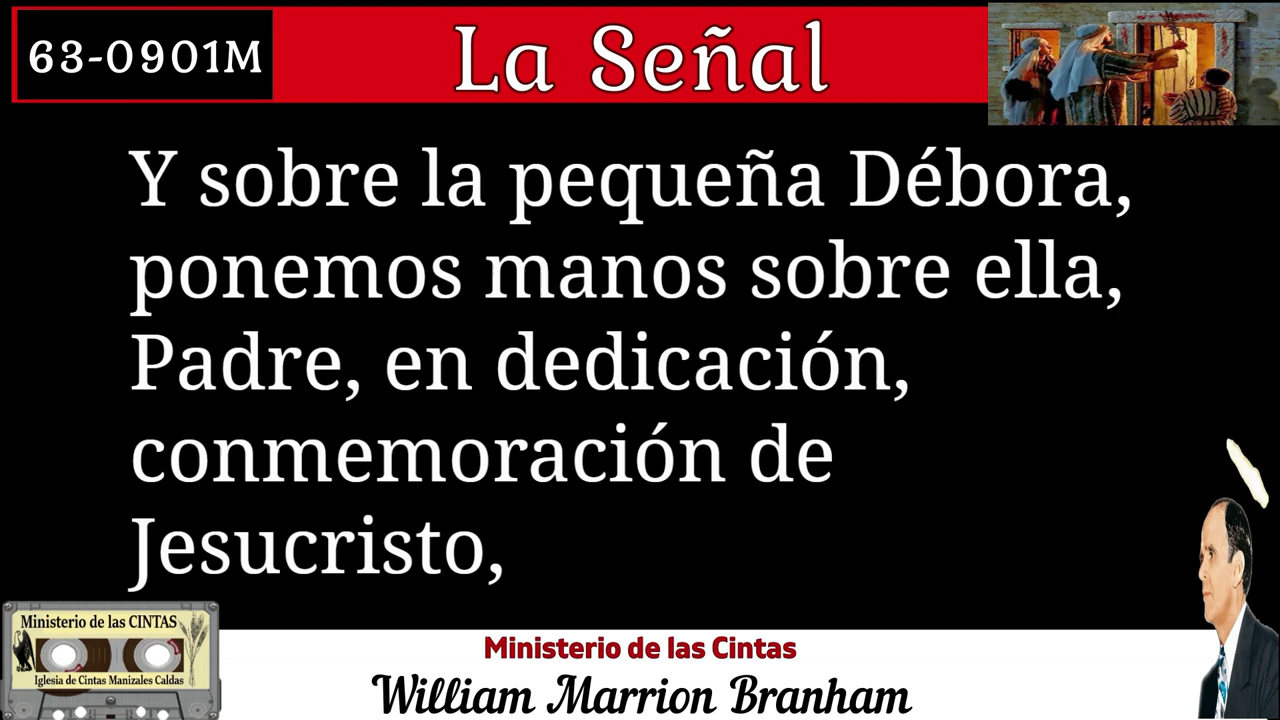 63-0901M
La Señal
Y sobre la pequeña Débora,
ponemos manos sobre ella,
Padre, en dedicación,
conmemoración de
Jesucristo,
Ministerio de las CINTAS
Iglesia de Cintas Manizales Caldas
Ministerio de las Cintas
William Marrion Branham